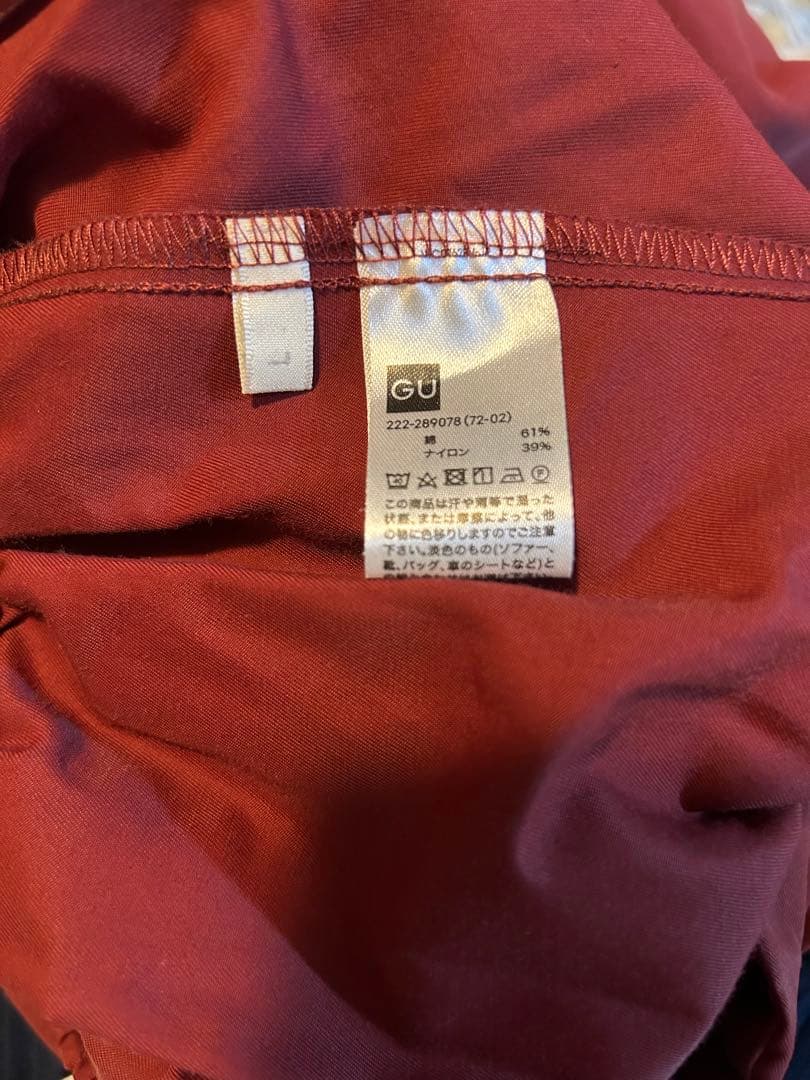 L
GU
222-289078 (72-02)
綿 61%
ナイロン 39%
この商品は汗や雨等で湿った
状態、または摩擦によって、他
の物に色移りしますのでご注意
下さい。淡色のもの(ソファー、
靴、バッグ、車のシートなど)と